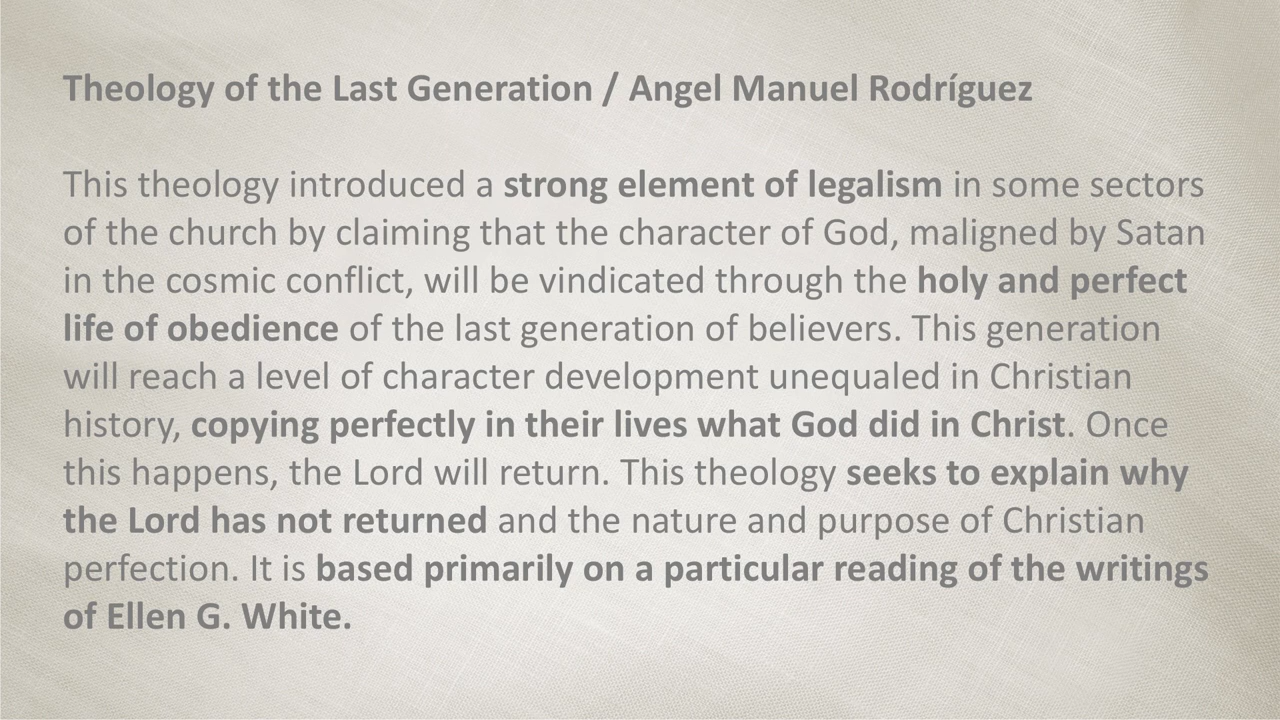 Theology of the Last Generation / Angel Manuel Rodríguez
This theology introduced a strong element of legalism in some sectors
of the church by claiming that the character of God, maligned by Satan
in the cosmic conflict, will be vindicated through the holy and perfect
life of obedience of the last generation of believers. This generation
will reach a level of character development unequaled in Christian
history, copying perfectly in their lives what God did in Christ. Once
this happens, the Lord will return. This theology seeks to explain why
the Lord has not returned and the nature and purpose of Christian
perfection. It is based primarily on a particular reading of the writings
of Ellen G. White.